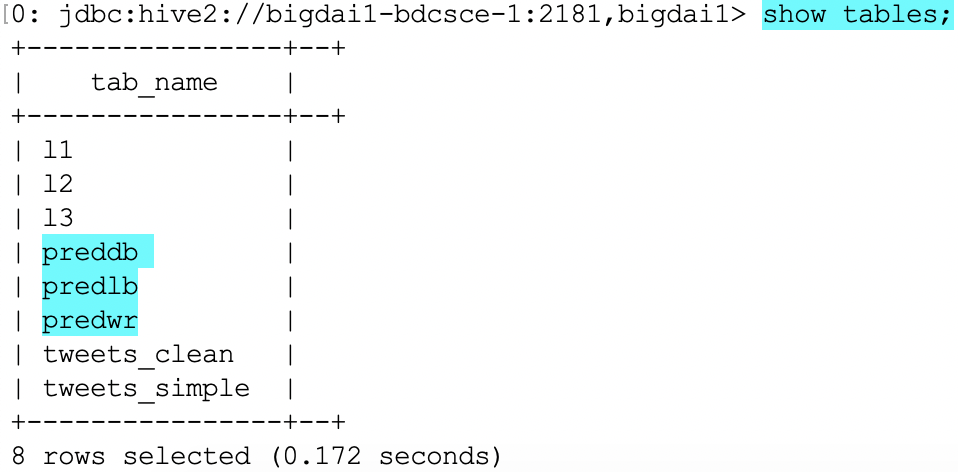 [0: jdbc:hive2://bigdai1-bdcsce-1:2181,bigdai1> show tables;
+----------------+--+
|    tab_name    |
+----------------+--+
| l1             |
| l2             |
| l3             |
| preddb         |
| predlb         |
| predwr         |
| tweets_clean   |
| tweets_simple  |
+----------------+--+
8 rows selected (0.172 seconds)